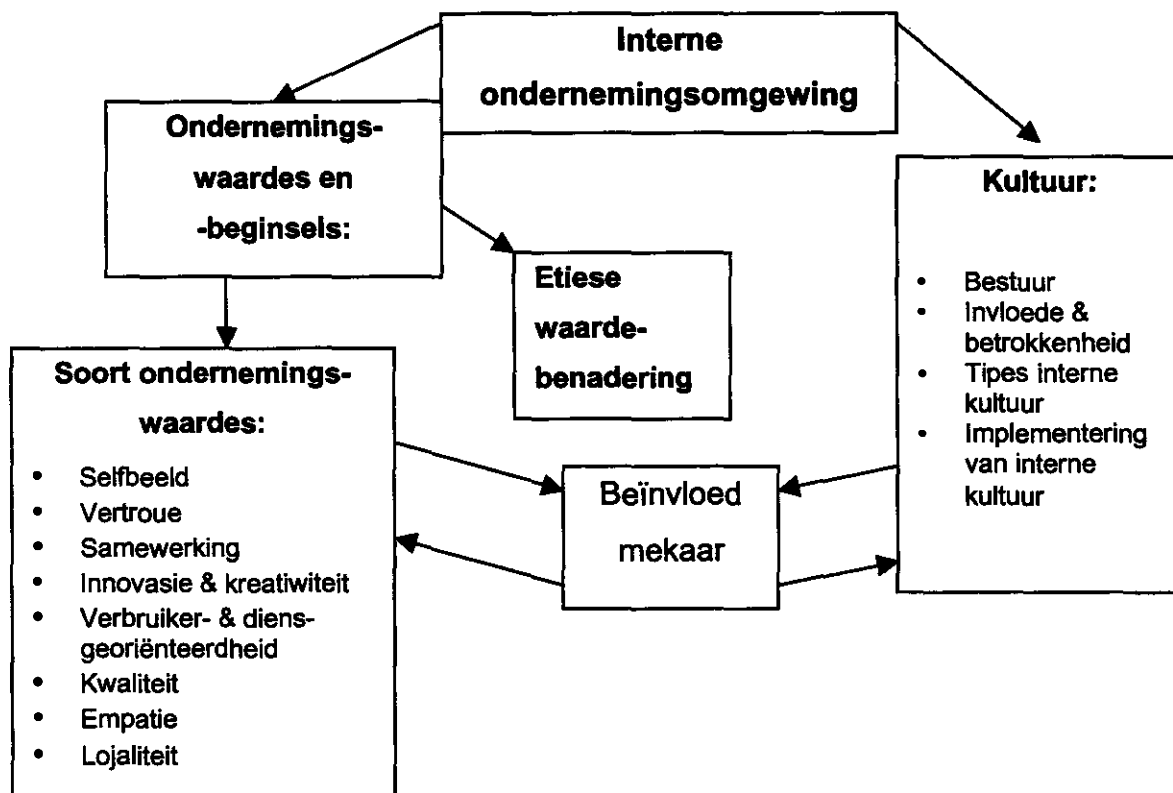 Interne
ondernemingsomgewing
Ondernemings-
waardes en
-beginsels:
Kultuur:
• Bestuur
• Invloede &
betrokkenheid
• Tipes interne
kultuur
• Implementering
van interne
kultuur
Etiese
waarde-
benadering
Soort ondernemings-
waardes:
• Selfbeeld
• Vertroue
• Samewerking
• Innovasie & kreatiwiteit
• Verbruiker- & diens-
georiënteerdheid
• Kwaliteit
• Empatie
• Lojaliteit
Beïnvloed
mekaar